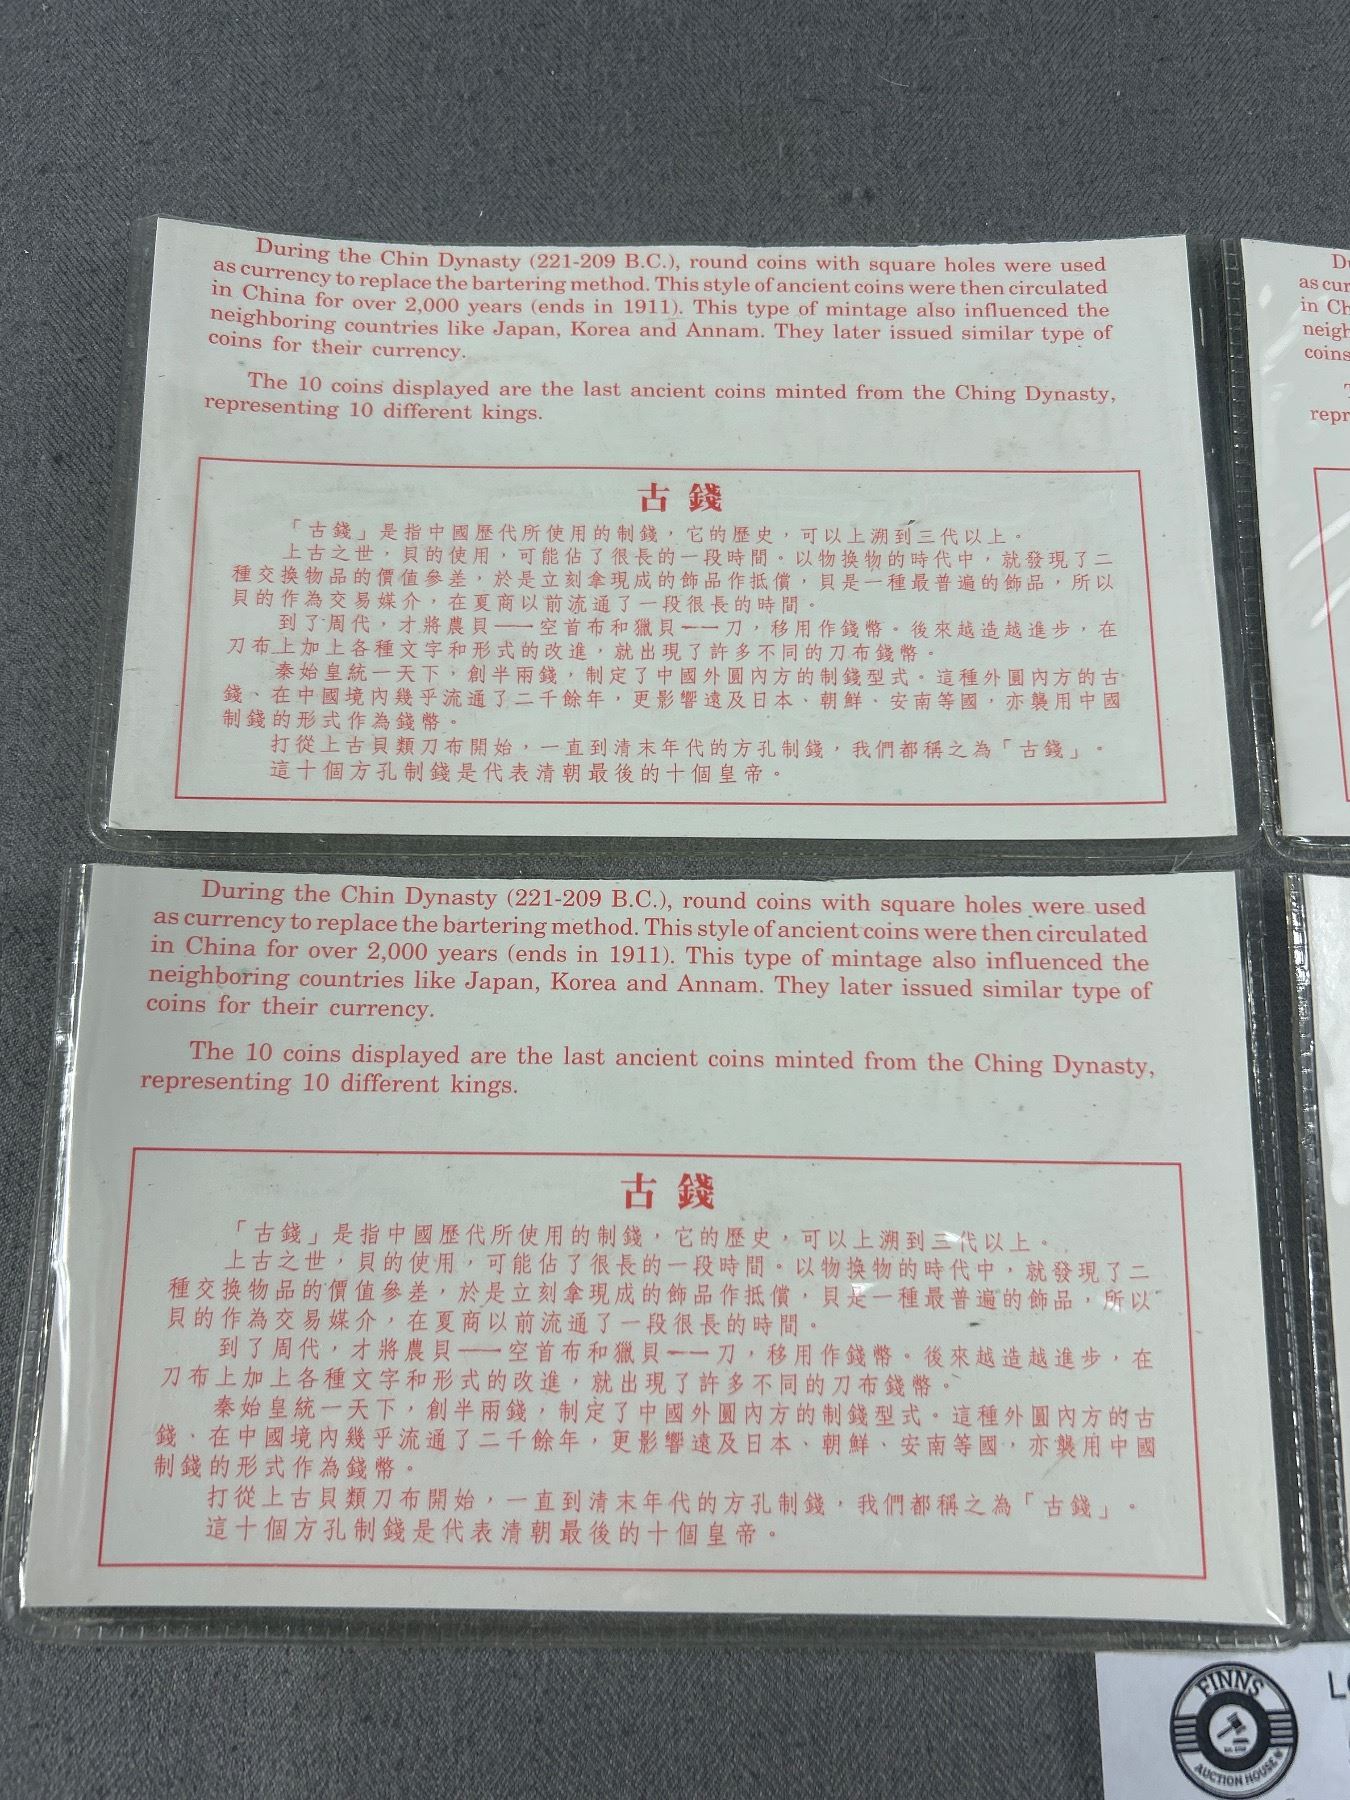 During the Chin Dynasty (221-209 B.C.), round coins with square holes were used
as currency to replace the bartering method. This style of ancient coins were then circulated
in China for over 2,000 years (ends in 1911). This type of mintage also influenced the
neighboring countries like Japan, Korea and Annam. They later issued similar type of
coins for their currency.
The 10 coins displayed are the last ancient coins minted from the Ching Dynasty,
representing 10 different kings.
古錢
「古錢」是指中國歷代所使用的制錢，它的歷史，可以上溯到三代以上。
上古之世，貝的使用，可能佔了很長的一段時間。以物換物的時代中，就發現了二
種交換物品的價值參差，於是立刻拿現成的飾品作抵償，貝是一種最普遍的飾品，所以
貝的作為交易媒介，在夏商以前流通了一段很長的時間。
到了周代，才將農貝——空首布和獵貝——刀，移用作錢幣。後來越造越進步，在
刀布上加上各種文字和形式的改進，就出現了許多不同的刀布錢幣。
秦始皇統一天下，創半兩錢，制定了中國外圓內方的制錢型式。這種外圓內方的古
錢、在中國境內幾乎流通了二千餘年，更影響遠及日本、朝鮮、安南等國，亦襲用中國
制錢的形式作為錢幣。
打從上古貝類刀布開始，一直到清末年代的方孔制錢，我們都稱之為「古錢」。
這十個方孔制錢是代表清朝最後的十個皇帝。
as cur
in Ch
neigh
coins
repr
During the Chin Dynasty (221-209 B.C.), round coins with square holes were used
as currency to replace the bartering method. This style of ancient coins were then circulated
in China for over 2,000 years (ends in 1911). This type of mintage also influenced the
neighboring countries like Japan, Korea and Annam. They later issued similar type of
coins for their currency.
The 10 coins displayed are the last ancient coins minted from the Ching Dynasty,
representing 10 different kings.
古錢
「古錢」是指中國歷代所使用的制錢，它的歷史，可以上溯到三代以上。
上古之世，貝的使用，可能佔了很長的一段時間。以物換物的時代中，就發現了二
種交換物品的價值參差，於是立刻拿現成的飾品作抵償，貝是一種最普遍的飾品，所以
貝的作為交易媒介，在夏商以前流通了一段很長的時間。
到了周代，才將農貝——空首布和獵貝——刀，移用作錢幣。後來越造越進步，在
刀布上加上各種文字和形式的改進，就出現了許多不同的刀布錢幣。
秦始皇統一天下，創半兩錢，制定了中國外圓內方的制錢型式。這種外圓內方的古
錢、在中國境內幾乎流通了二千餘年，更影響遠及日本、朝鮮、安南等國，亦襲用中國
制錢的形式作為錢幣。
打從上古貝類刀布開始，一直到清末年代的方孔制錢，我們都稱之為「古錢」。
這十個方孔制錢是代表清朝最後的十個皇帝。
FINNS
AUCTION HOUSE